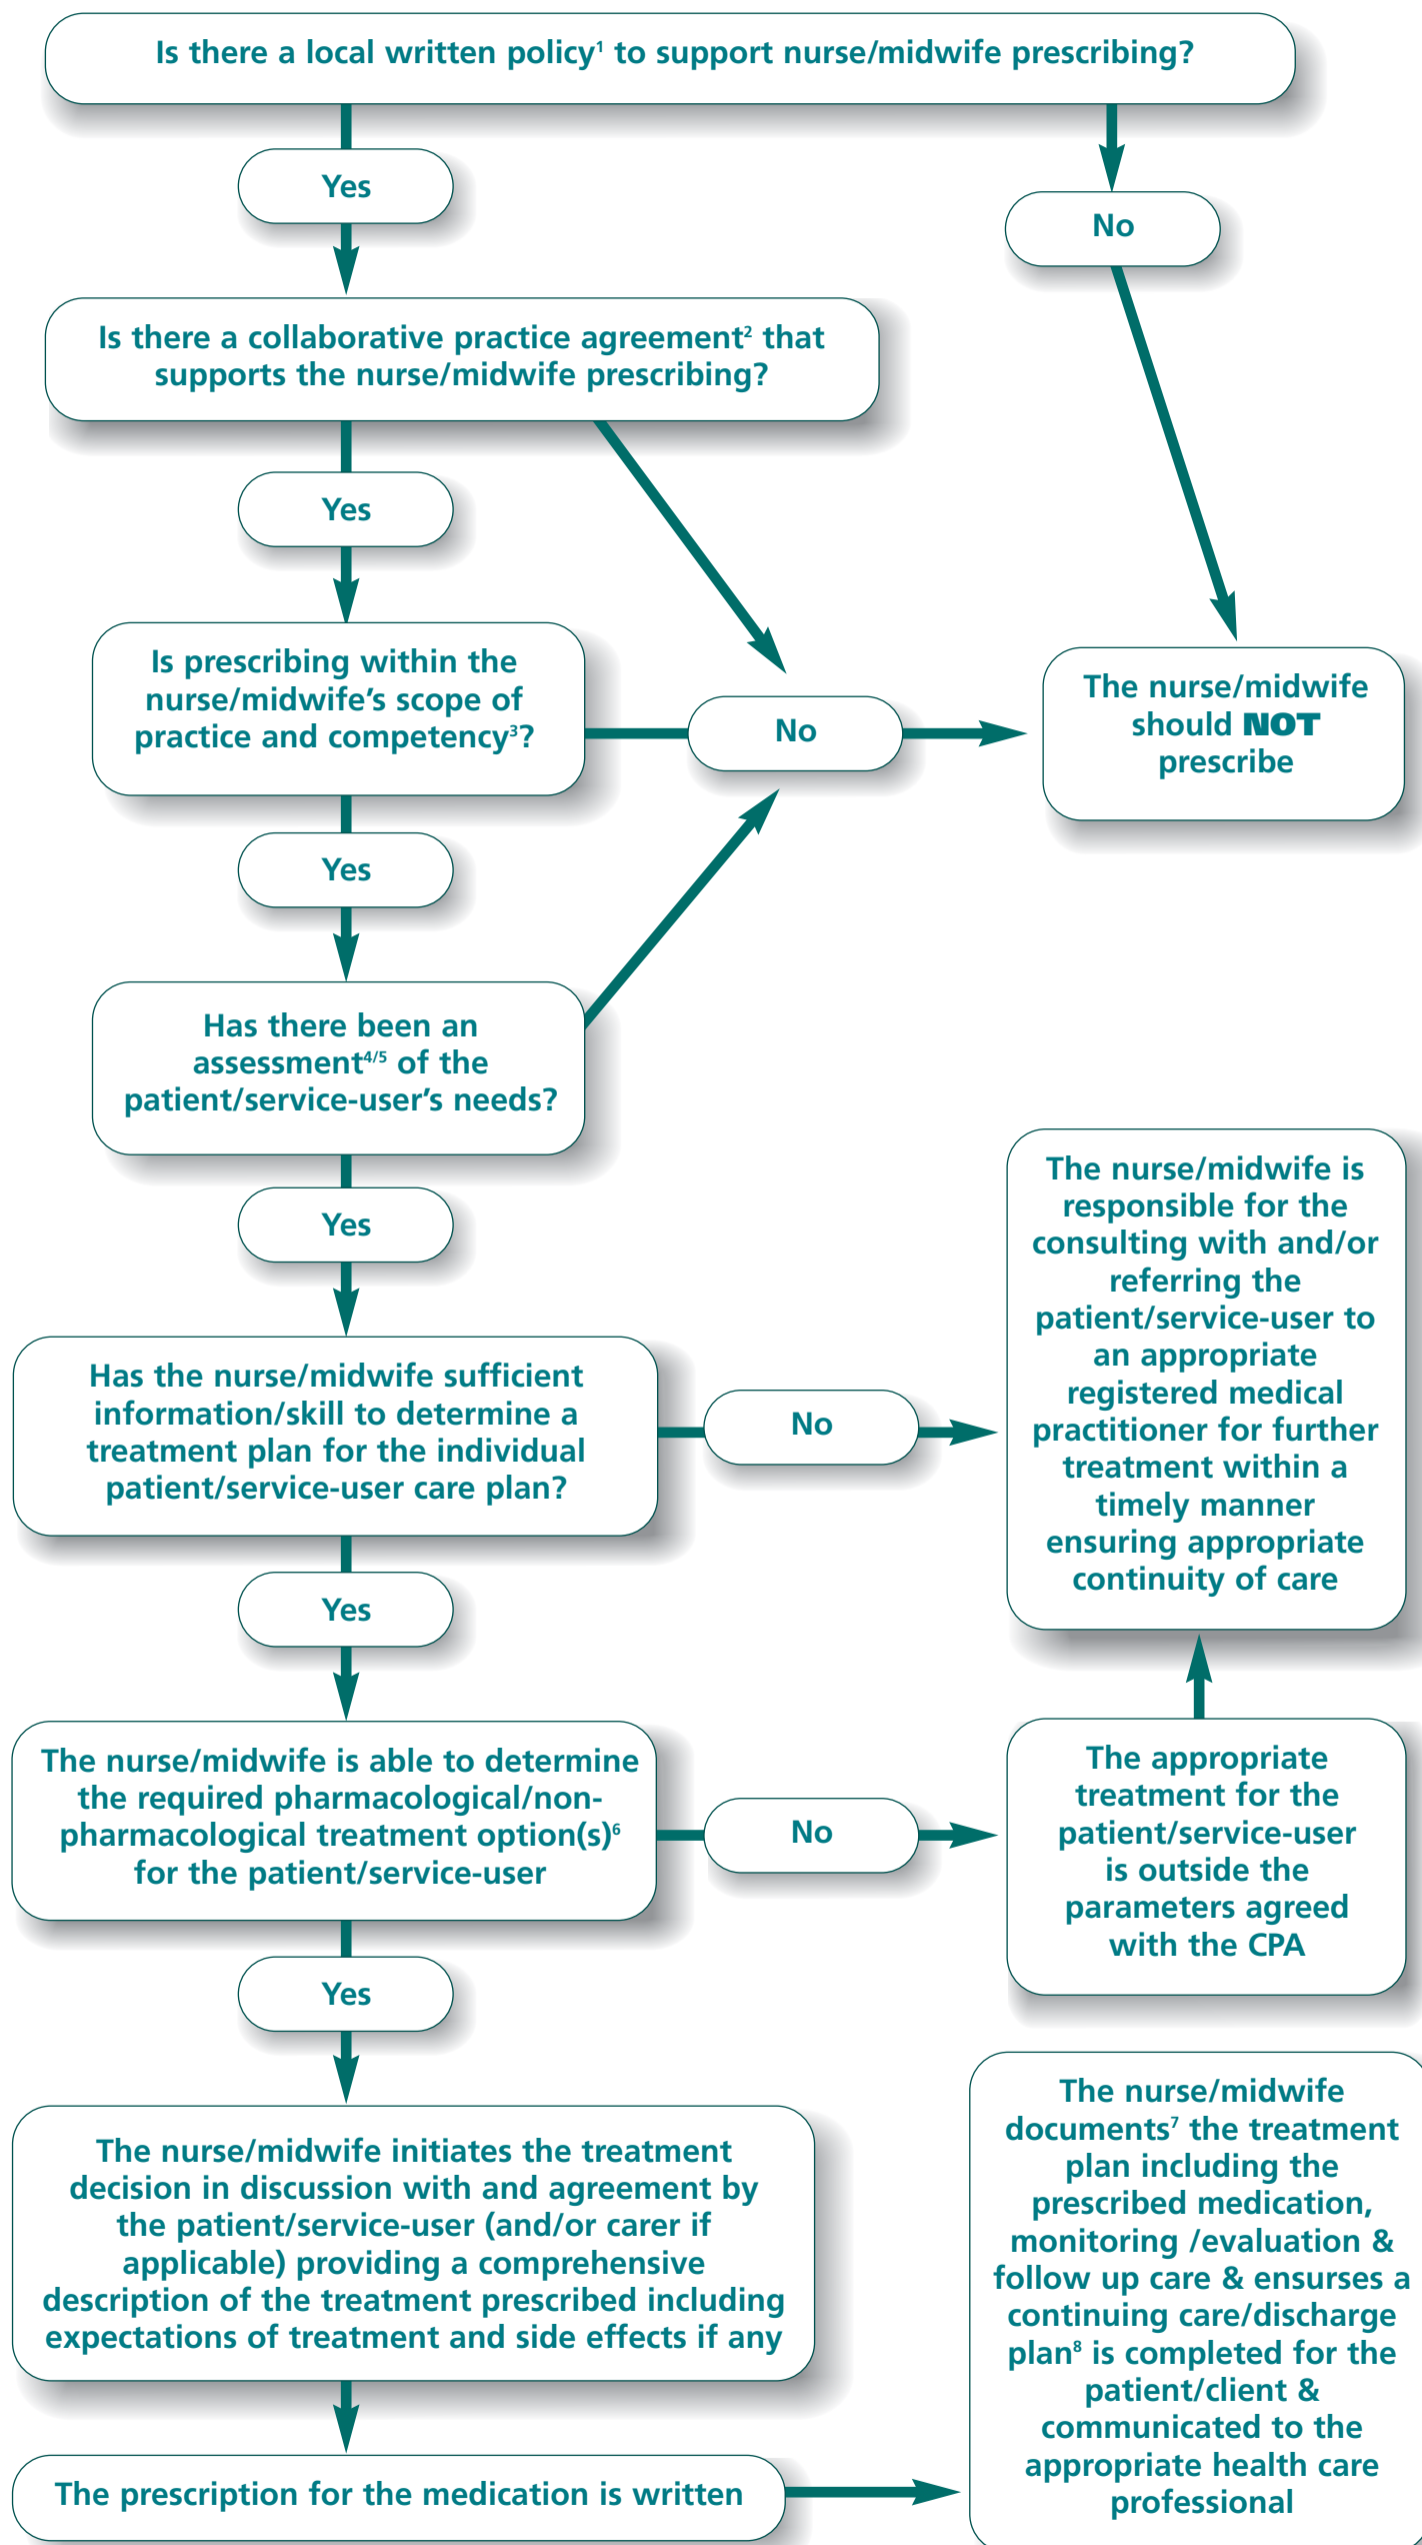 Is there a local written policy¹ to support nurse/midwife prescribing?
Yes
No
Is there a collaborative practice agreement² that
supports the nurse/midwife prescribing?
Yes
Is prescribing within the
nurse/midwife’s scope of
practice and competency³?
No
The nurse/midwife
should NOT
prescribe
Yes
Has there been an
assessment⁴/⁵ of the
patient/service-user’s needs?
Yes
The nurse/midwife is
responsible for the
consulting with and/or
referring the
patient/service-user to
an appropriate
registered medical
practitioner for further
treatment within a
timely manner
ensuring appropriate
continuity of care
Has the nurse/midwife sufficient
information/skill to determine a
treatment plan for the individual
patient/service-user care plan?
No
Yes
The nurse/midwife is able to determine
the required pharmacological/non-
pharmacological treatment option(s)⁶
for the patient/service-user
No
The appropriate
treatment for the
patient/service-user
is outside the
parameters agreed
with the CPA
Yes
The nurse/midwife initiates the treatment
decision in discussion with and agreement by
the patient/service-user (and/or carer if
applicable) providing a comprehensive
description of the treatment prescribed including
expectations of treatment and side effects if any
The prescription for the medication is written
The nurse/midwife
documents⁷ the treatment
plan including the
prescribed medication,
monitoring /evaluation &
follow up care & ensurses a
continuing care/discharge
plan⁸ is completed for the
patient/client &
communicated to the
appropriate health care
professional